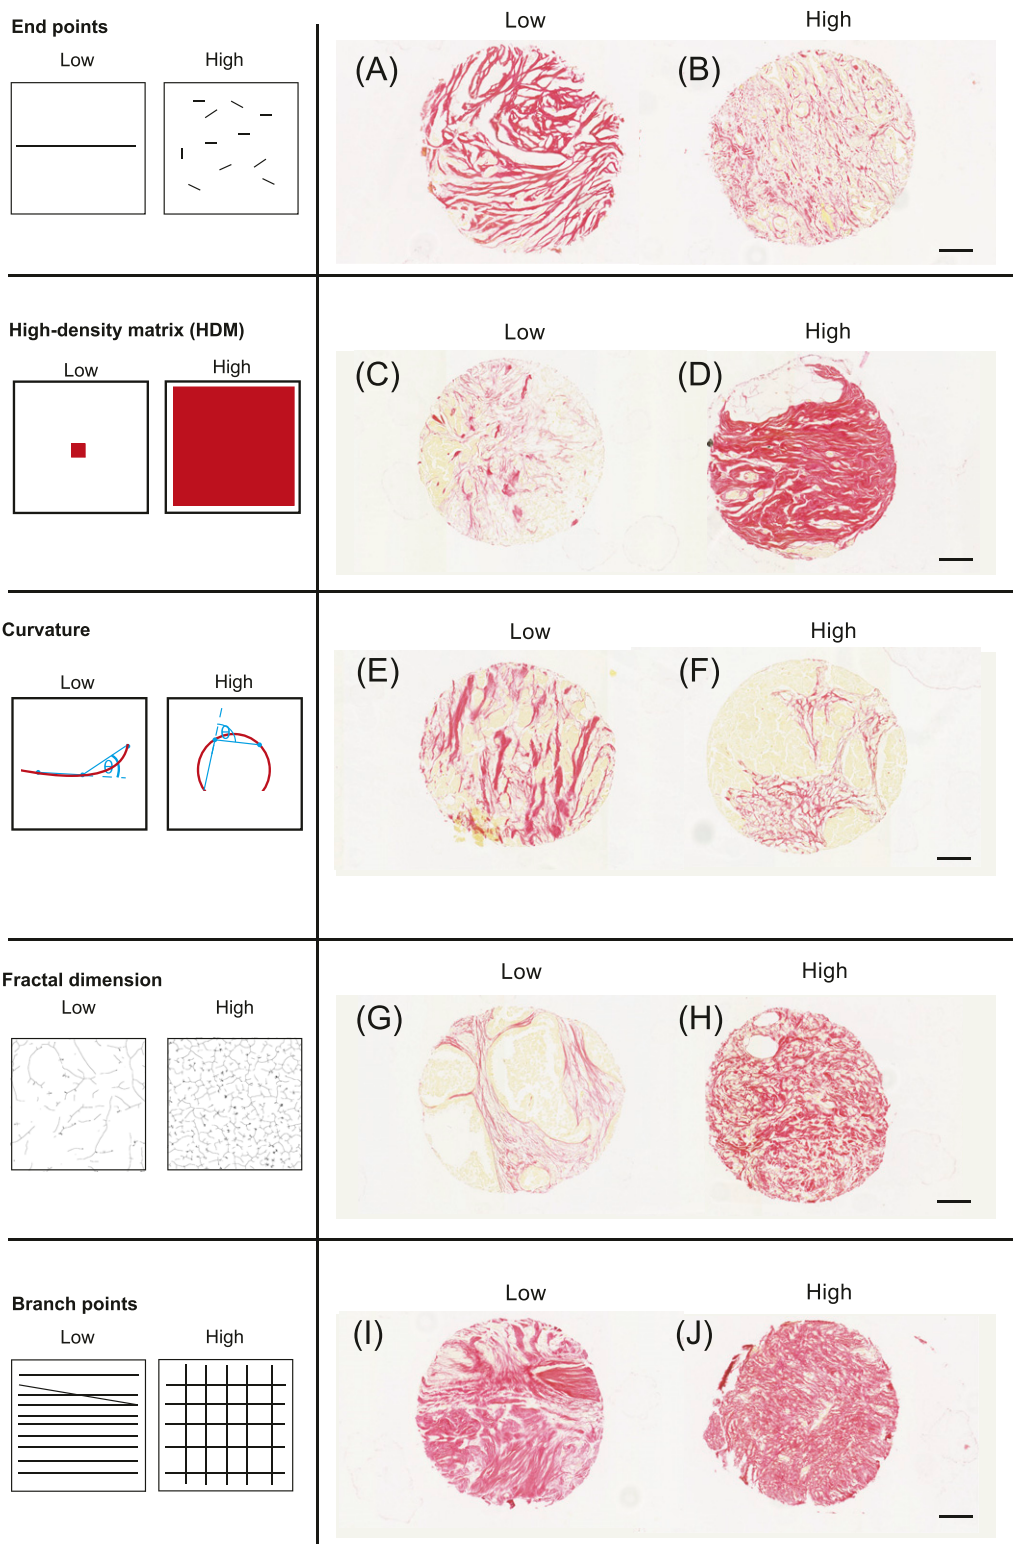 End points
Low
High
Low
High
(A)
(B)
High-density matrix (HDM)
Low
High
Low
High
(C)
(D)
Curvature
Low
High
θ
θ
Low
High
(E)
(F)
Fractal dimension
Low
High
Low
High
(G)
(H)
Branch points
Low
High
Low
High
(I)
(J)